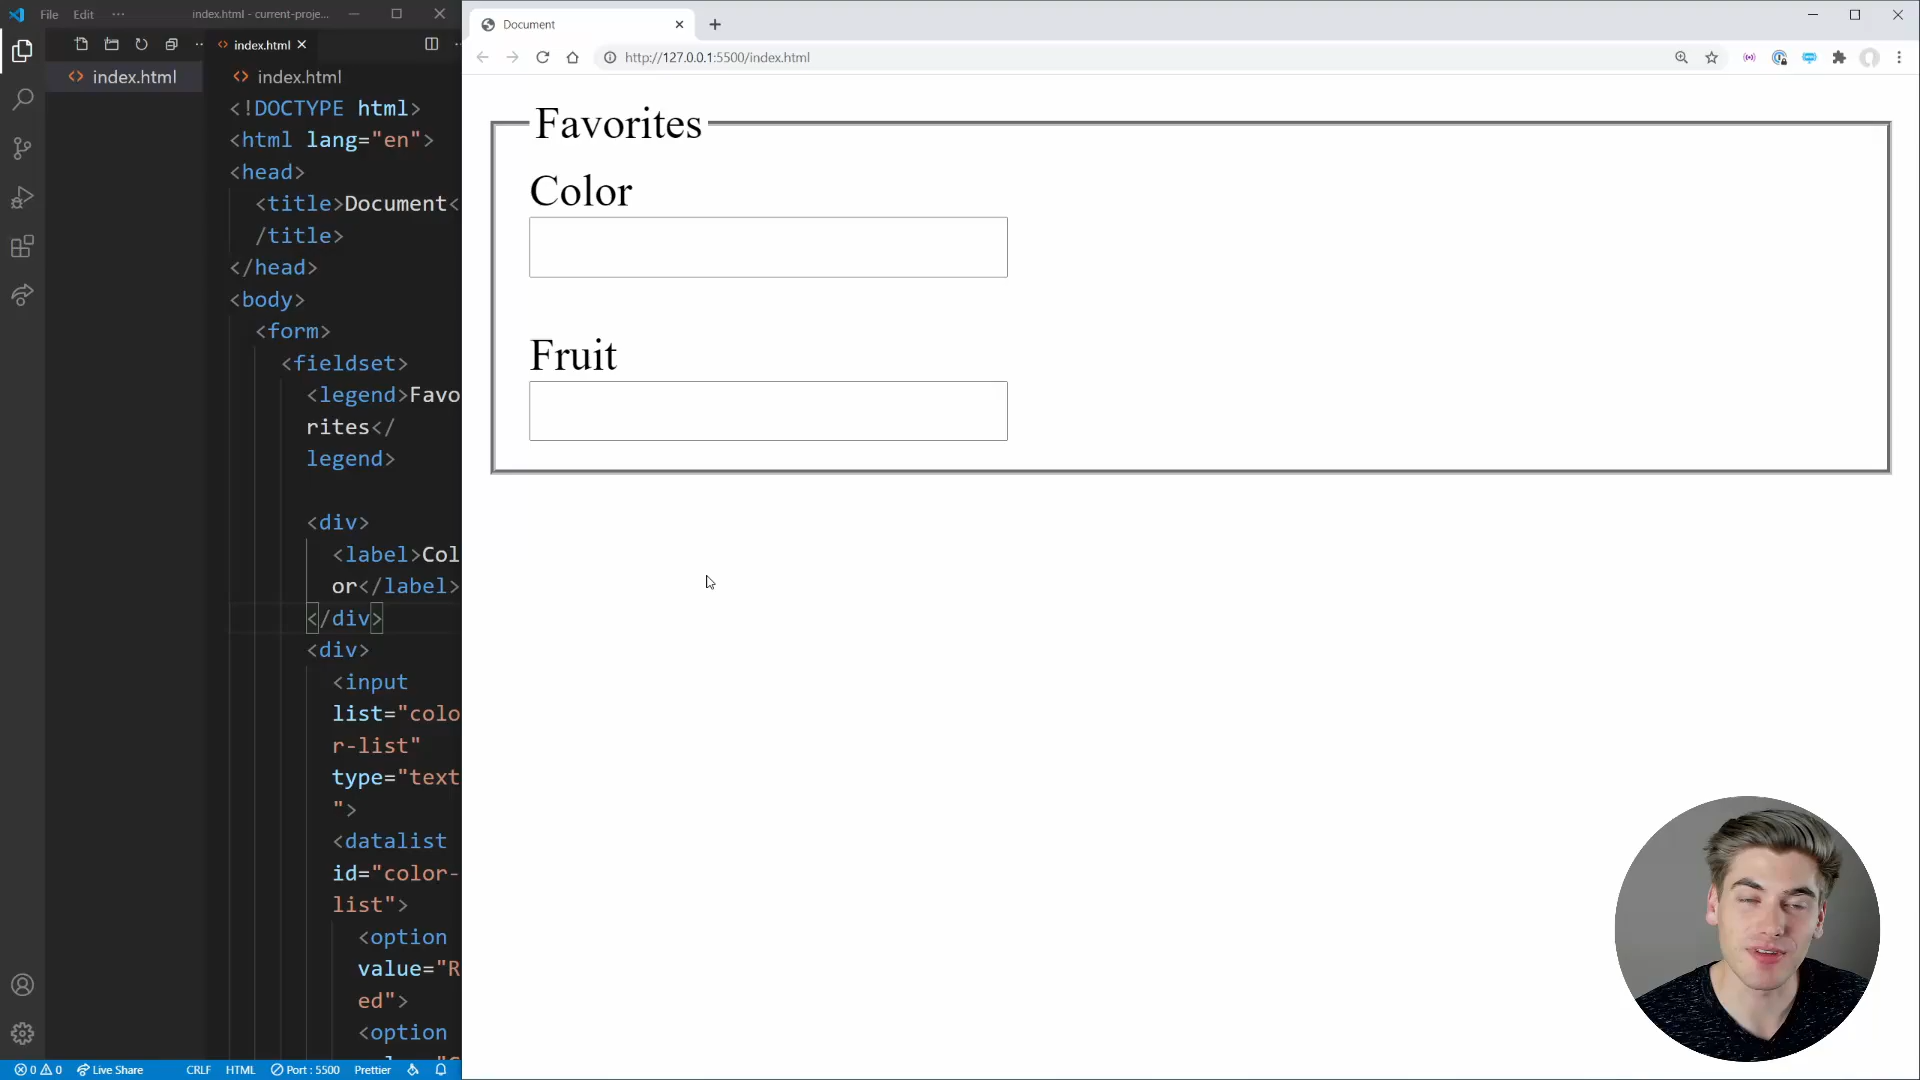 File Edit ··· index.html - current-proje...
index.html
index.html
index.html
<!DOCTYPE html>
<html lang="en">
<head>
<title>Document<
/title>
</head>
<body>
<form>
<fieldset>
<legend>Favo
rites</
legend>
<div>
<label>Col
or</label>
</div>
<div>
<input
list="colo
r-list"
type="text
">
<datalist
id="color-
list">
<option
value="R
ed">
<option
0 0 Live Share CRLF HTML Port : 5500 Prettier
Document
http://127.0.0.1:5500/index.html
Favorites
Color
Fruit